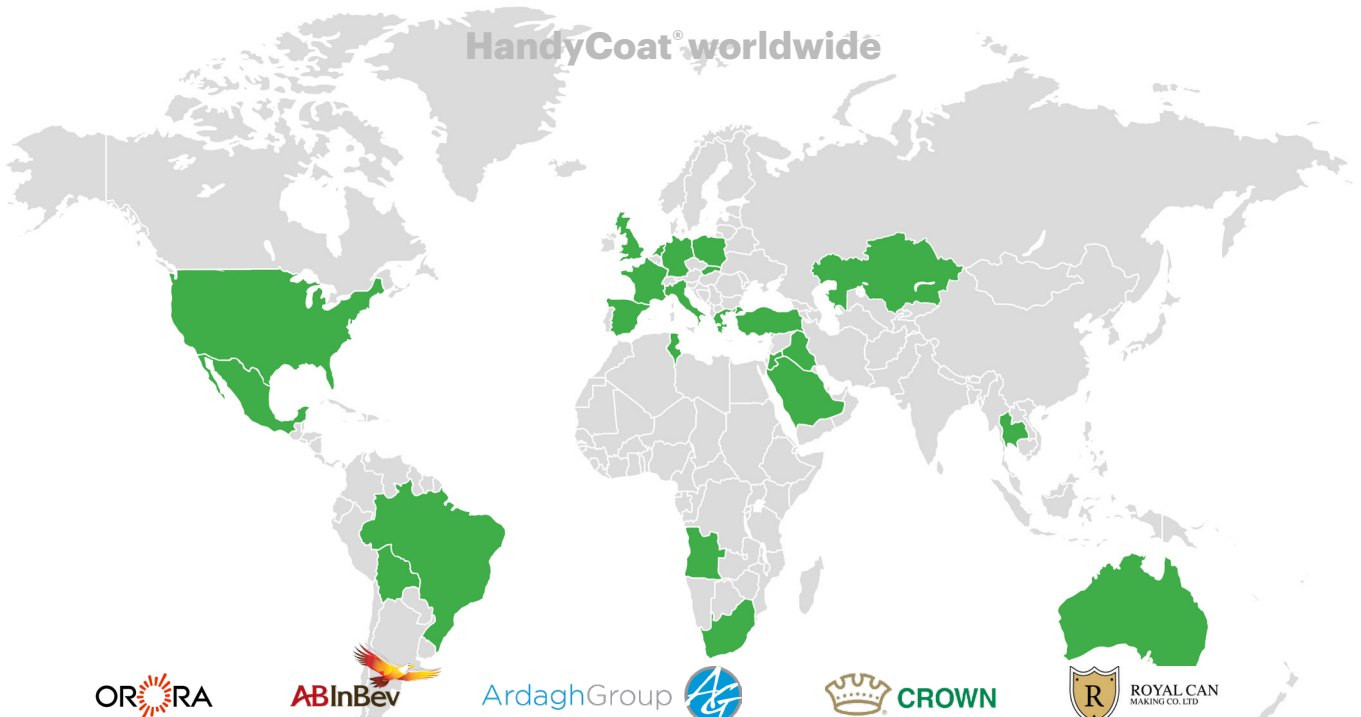 HandyCoat® worldwide
ORORA
ABInBev
ArdaghGroup AG
CROWN
R
ROYAL CAN
MAKING CO. LTD